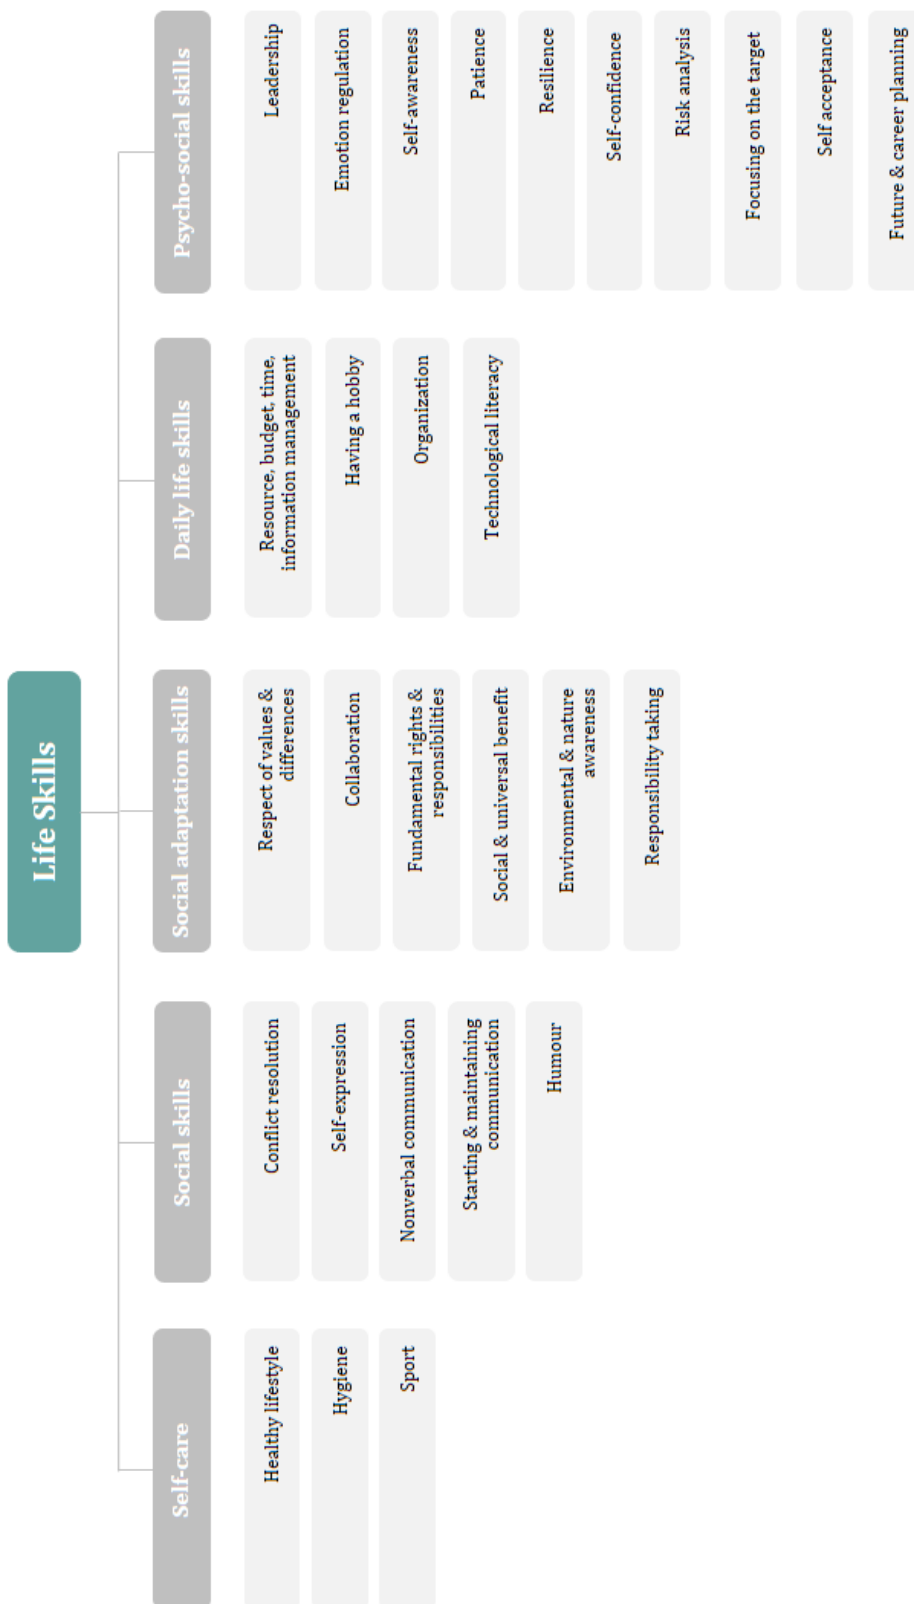 Life Skills
Self-care
Healthy lifestyle
Hygiene
Sport
Social skills
Conflict resolution
Self-expression
Nonverbal communication
Starting & maintaining
communication
Humour
Social adaptation skills
Respect of values &
differences
Collaboration
Fundamental rights &
responsibilities
Social & universal benefit
Environmental & nature
awareness
Responsibility taking
Daily life skills
Resource, budget, time,
information management
Having a hobby
Organization
Technological literacy
Psycho-social skills
Leadership
Emotion regulation
Self-awareness
Patience
Resilience
Self-confidence
Risk analysis
Focusing on the target
Self acceptance
Future & career planning